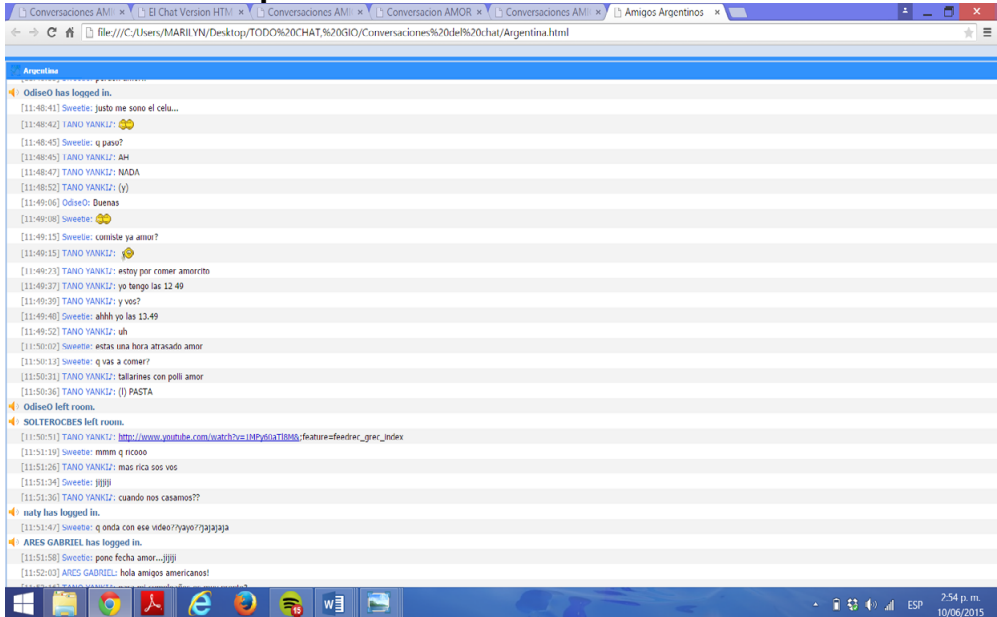 Conversaciones AMI
El Chat Version HTM
Conversaciones AMI
Conversacion AMOR
Conversaciones AMI
Amigos Argentinos
file:///C:/Users/MARILYN/Desktop/TODO%20CHAT,%20GIO/Conversaciones%20del%20chat/Argentina.html
Argentina
OdiseO has logged in.
[11:48:41] Sweetie: justo me sono el celu...
[11:48:42] TANO YANKI♪:
[11:48:45] Sweetie: q paso?
[11:48:45] TANO YANKI♪: AH
[11:48:47] TANO YANKI♪: NADA
[11:48:52] TANO YANKI♪: (y)
[11:49:06] OdiseO: Buenas
[11:49:08] Sweetie:
[11:49:15] Sweetie: comiste ya amor?
[11:49:15] TANO YANKI♪:
[11:49:23] TANO YANKI♪: estoy por comer amorcito
[11:49:37] TANO YANKI♪: yo tengo las 12 49
[11:49:39] TANO YANKI♪: y vos?
[11:49:48] Sweetie: ahhh yo las 13.49
[11:49:52] TANO YANKI♪: uh
[11:50:02] Sweetie: estas una hora atrasado amor
[11:50:13] Sweetie: q vas a comer?
[11:50:31] TANO YANKI♪: tallarines con polli amor
[11:50:36] TANO YANKI♪: (l) PASTA
OdiseO left room.
SOLTEROCBES left room.
[11:50:51] TANO YANKI♪: http://www.youtube.com/watch?v=1MPy60aTl8M&;feature=feedrec_grec_index
[11:51:19] Sweetie: mmm q ricooo
[11:51:26] TANO YANKI♪: mas rica sos vos
[11:51:34] Sweetie: jijijiji
[11:51:36] TANO YANKI♪: cuando nos casamos??
naty has logged in.
[11:51:47] Sweetie: q onda con ese video??yayo??jajajaja
ARES GABRIEL has logged in.
[11:51:58] Sweetie: pone fecha amor...jijiji
[11:52:03] ARES GABRIEL: hola amigos americanos!
ESP
2:54 p. m.
10/06/2015